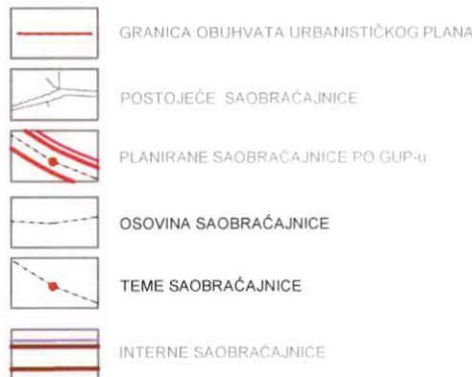 GRANICA OBUHVATA URBANISTIČKOG PLANA
POSTOJEĆE SAOBRAĆAJNICE
PLANIRANE SAOBRAĆAJNICE PO GUP-u
OSOVINA SAOBRAĆAJNICE
TEME SAOBRAĆAJNICE
INTERNE SAOBRAĆAJNICE